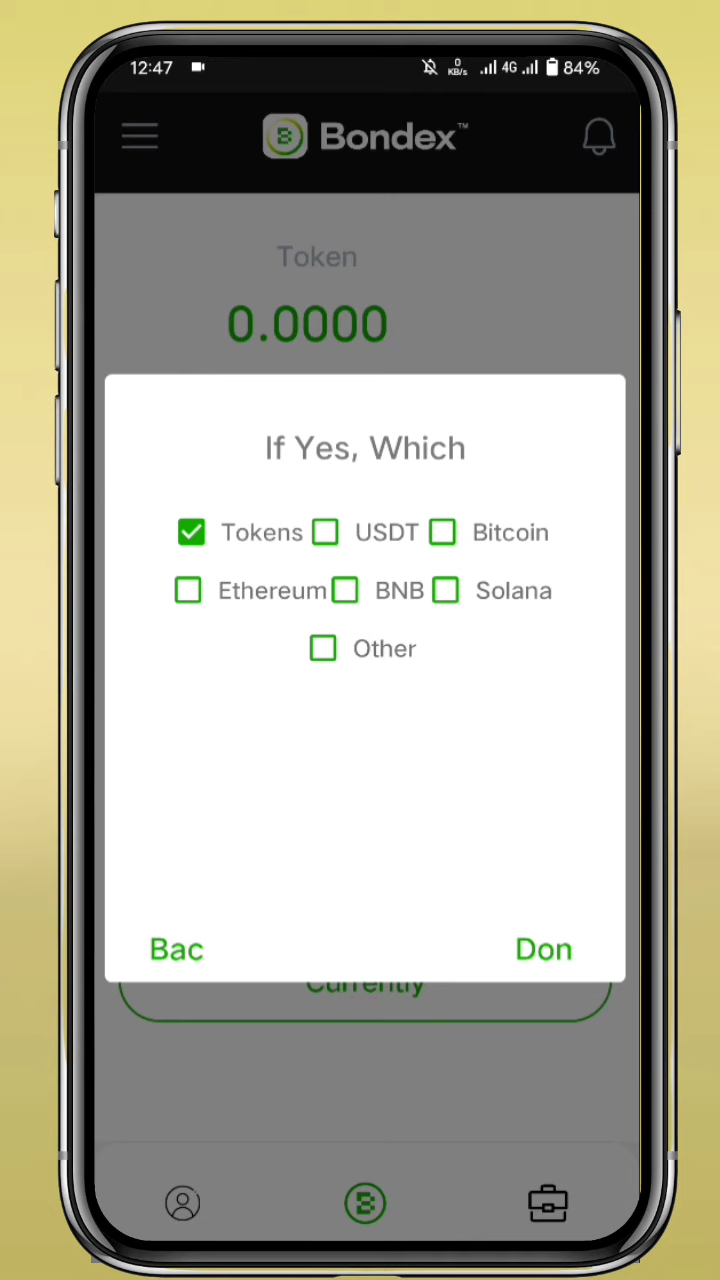 12:47 0 KB/s 4G 84%
Bondex™
Token
0.0000
If Yes, Which
Tokens USDT Bitcoin
Ethereum BNB Solana
Other
Bac Don
Currently